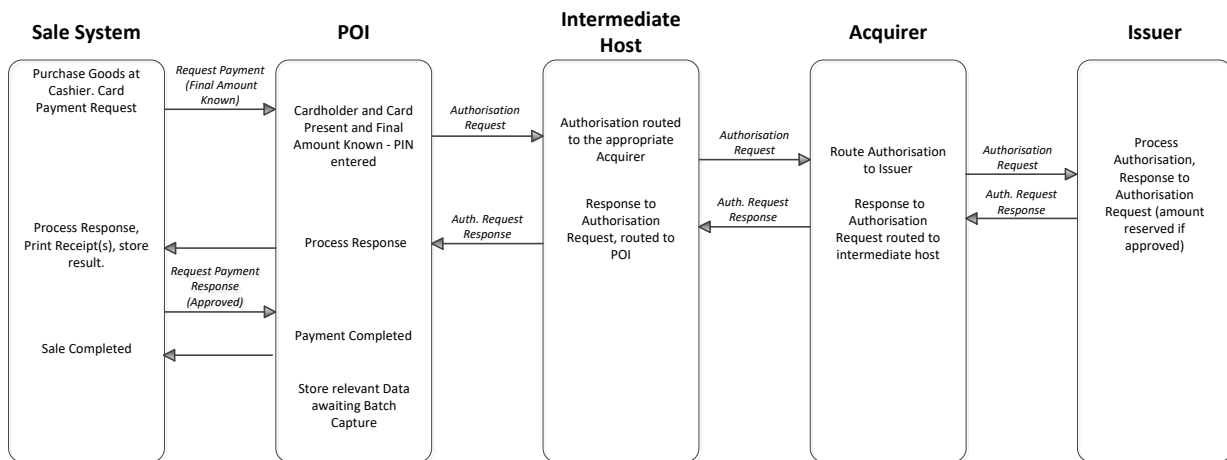 Sale System
POI
Intermediate
Host
Acquirer
Issuer
Purchase Goods at
Cashier. Card
Payment Request
Request Payment
(Final Amount
Known)
Cardholder and Card
Present and Final
Amount Known - PIN
entered
Authorisation
Request
Authorisation routed
to the appropriate
Acquirer
Authorisation
Request
Route Authorisation
to Issuer
Authorisation
Request
Process
Authorisation,
Response to
Authorisation
Request (amount
reserved if
approved)
Auth. Request
Response
Response to
Authorisation
Request routed to
intermediate host
Auth. Request
Response
Response to
Authorisation
Request, routed to
POI
Auth. Request
Response
Process Response
Process Response,
Print Receipt(s), store
result.
Request Payment
Response
(Approved)
Payment Completed
Sale Completed
Store relevant Data
awaiting Batch
Capture